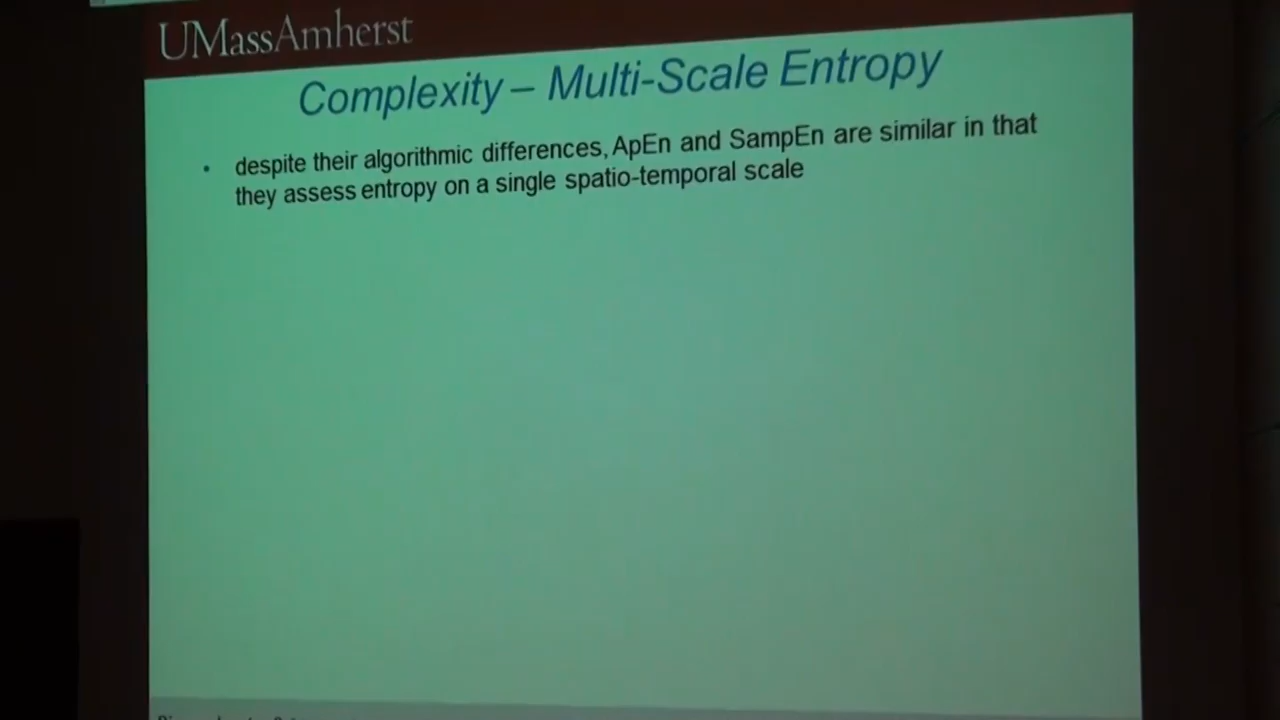 UMassAmherst
Complexity – Multi-Scale Entropy
• despite their algorithmic differences, ApEn and SampEn are similar in that
they assess entropy on a single spatio-temporal scale